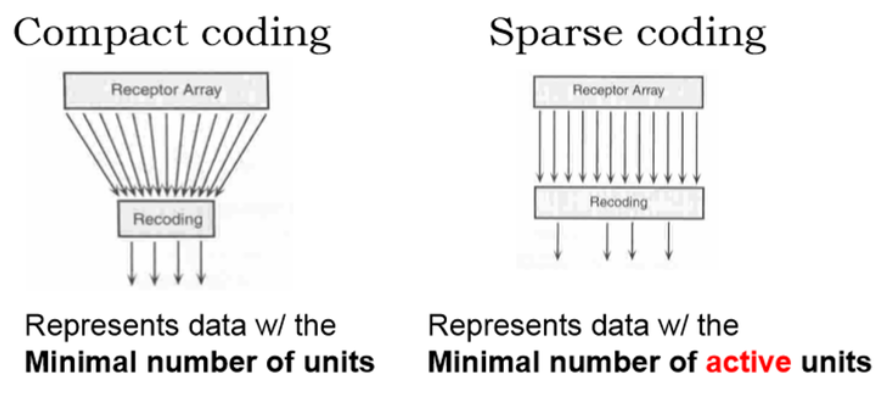 Compact coding
Receptor Array
Recoding
Represents data w/ the
Minimal number of units
Sparse coding
Receptor Array
Recoding
Represents data w/ the
Minimal number of active units